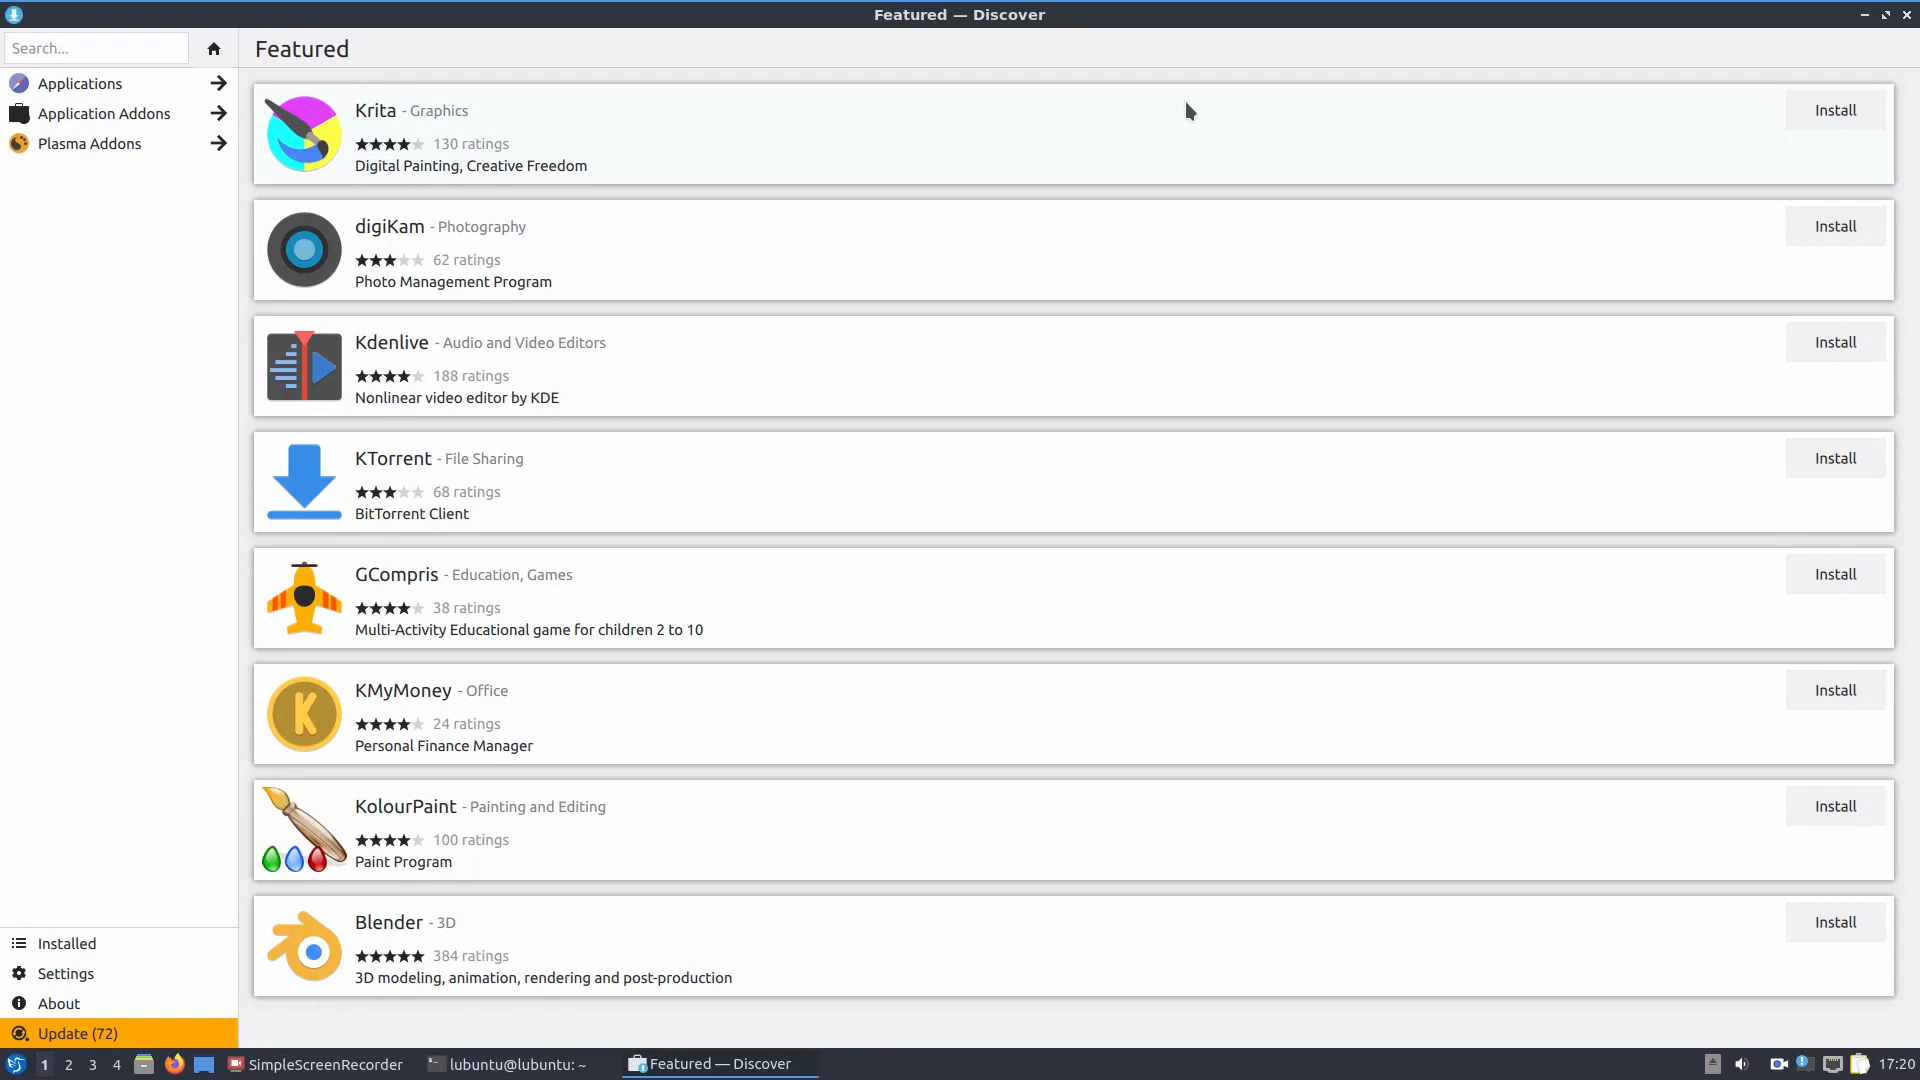 Featured — Discover
Search...
Featured
Applications
Application Addons
Plasma Addons
Krita - Graphics
130 ratings
Digital Painting, Creative Freedom
Install
digiKam - Photography
62 ratings
Photo Management Program
Install
Kdenlive - Audio and Video Editors
188 ratings
Nonlinear video editor by KDE
Install
KTorrent - File Sharing
68 ratings
BitTorrent Client
Install
GCompris - Education, Games
38 ratings
Multi-Activity Educational game for children 2 to 10
Install
KMyMoney - Office
24 ratings
Personal Finance Manager
Install
KolourPaint - Painting and Editing
100 ratings
Paint Program
Install
Blender - 3D
384 ratings
3D modeling, animation, rendering and post-production
Install
Installed
Settings
About
Update (72)
1 2 3 4 SimpleScreenRecorder lubuntu@lubuntu: ~ Featured — Discover 17:20